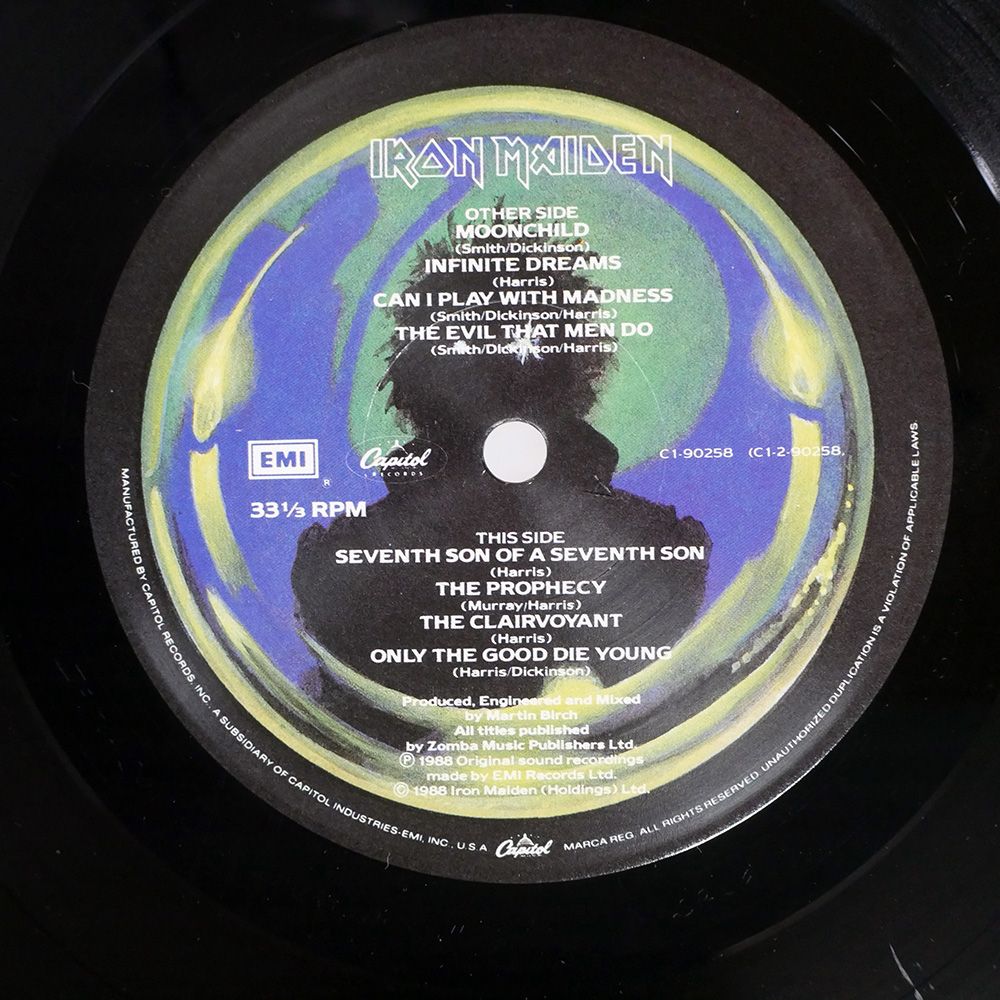 IRON MAIDEN
OTHER SIDE
MOONCHILD
(Smith/Dickinson)
INFINITE DREAMS
(Harris)
CAN I PLAY WITH MADNESS
(Smith/Dickinson/Harris)
THE EVIL THAT MEN DO
(Smith/Dickinson/Harris)
EMI
®
Capitol
RECORDS
C1-90258 (C1-2-90258,
33⅓ RPM
THIS SIDE
SEVENTH SON OF A SEVENTH SON
(Harris)
THE PROPHECY
(Murray/Harris)
THE CLAIRVOYANT
(Harris)
ONLY THE GOOD DIE YOUNG
(Harris/Dickinson)
Produced, Engineered and Mixed
by Martin Birch
All titles published
by Zomba Music Publishers Ltd.
℗ 1988 Original sound recordings
made by EMI Records Ltd.
© 1988 Iron Maiden (Holdings) Ltd.
MANUFACTURED BY CAPITOL RECORDS, INC. A SUBSIDIARY OF CAPITOL INDUSTRIES-EMI, INC., U.S.A. Capitol MARCA REG. ALL RIGHTS RESERVED. UNAUTHORIZED DUPLICATION IS A VIOLATION OF APPLICABLE LAWS.